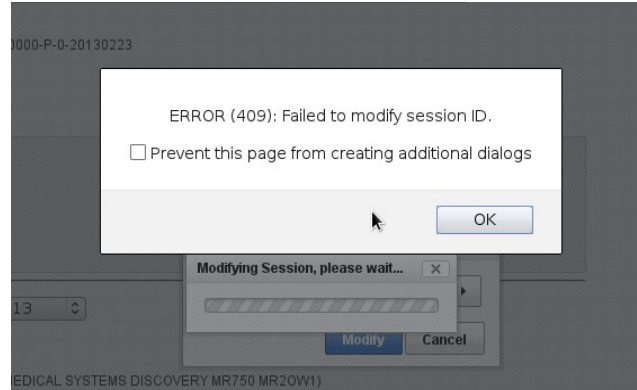 0000-P-0-20130223
ERROR (409): Failed to modify session ID.
Prevent this page from creating additional dialogs
OK
Modifying Session, please wait...
13
Modify
Cancel
EDICAL SYSTEMS DISCOVERY MR750 MR2OW1)